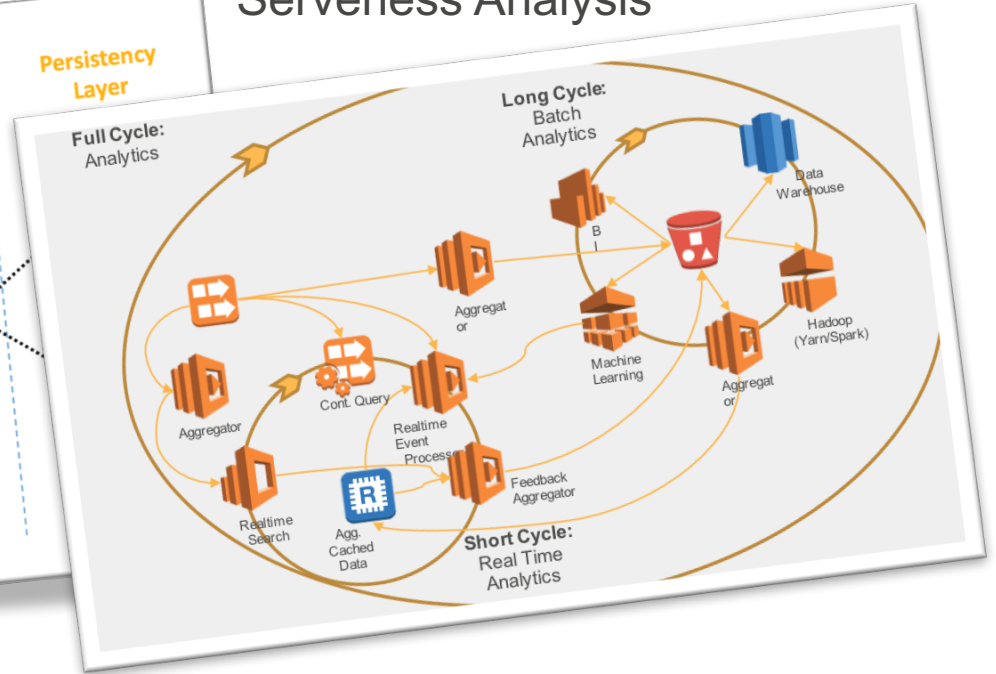 Serverless Analysis
Persistency
Layer
Full Cycle:
Analytics
Long Cycle:
Batch
Analytics
Data
Warehouse
B
I
Aggregat
or
Hadoop
(Yarn/Spark)
Machine
Learning
Aggregat
or
Cont. Query
Aggregator
Realtime
Event
Processo
Feedback
Aggregator
R
Realtime
Search
Agg.
Cached
Data
Short Cycle:
Real Time
Analytics